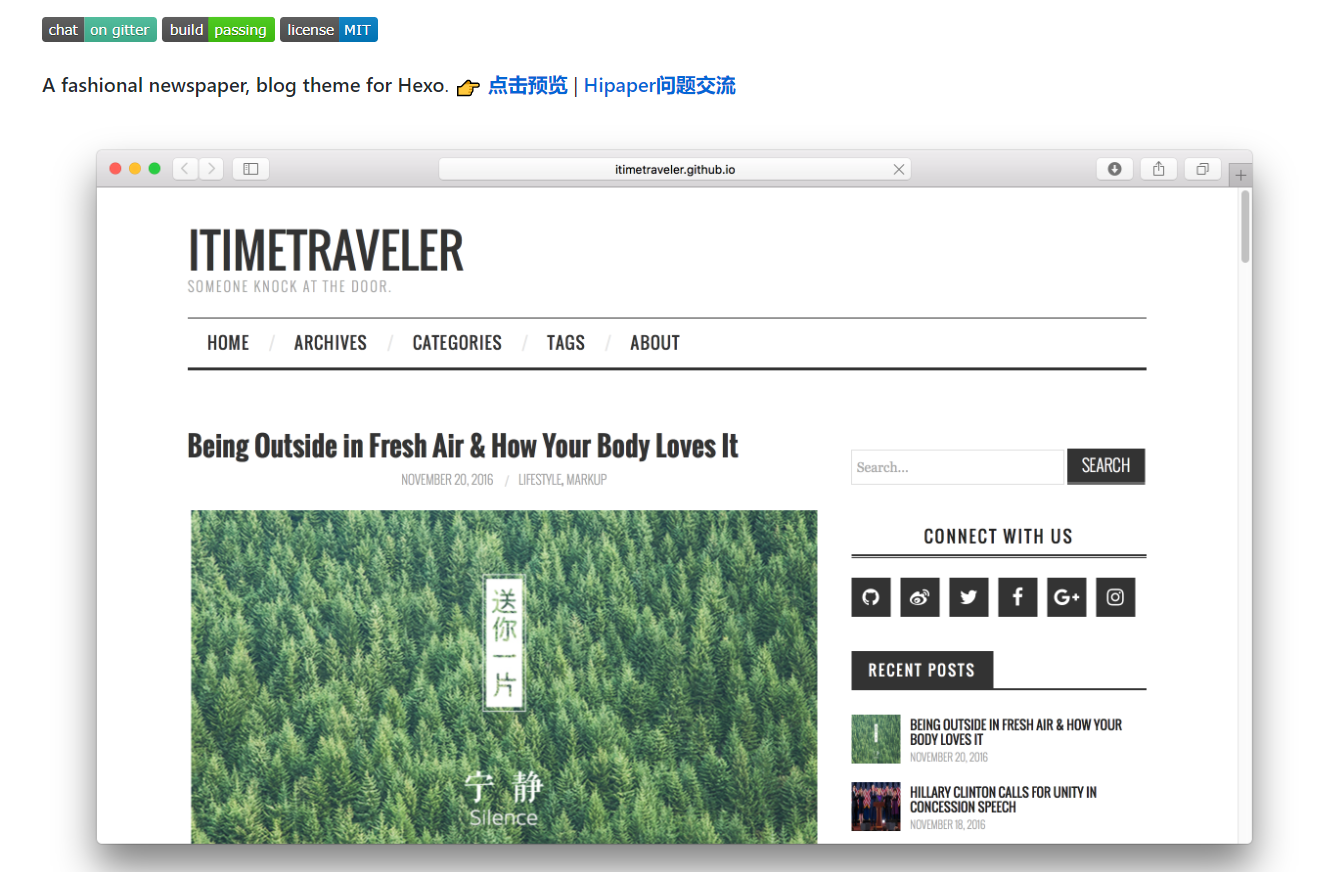 chat on gitter build passing license MIT
A fashional newspaper, blog theme for Hexo. 👉 点击预览 | Hipaper问题交流
itimetraveler.github.io
ITIMETRAVELER
SOMEONE KNOCK AT THE DOOR.
HOME / ARCHIVES / CATEGORIES / TAGS / ABOUT
Being Outside in Fresh Air & How Your Body Loves It
NOVEMBER 20, 2016 / LIFESTYLE, MARKUP
送你一片
宁 静
Silence
Search... SEARCH
CONNECT WITH US
G+
RECENT POSTS
BEING OUTSIDE IN FRESH AIR & HOW YOUR
BODY LOVES IT
NOVEMBER 20, 2016
HILLARY CLINTON CALLS FOR UNITY IN
CONCESSION SPEECH
NOVEMBER 18, 2016